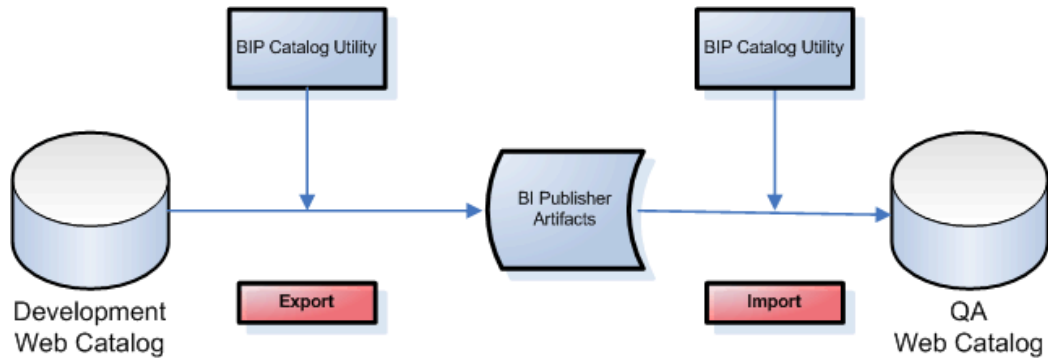 BIP Catalog Utility
BIP Catalog Utility
BI Publisher
Artifacts
Export
Import
Development
Web Catalog
QA
Web Catalog